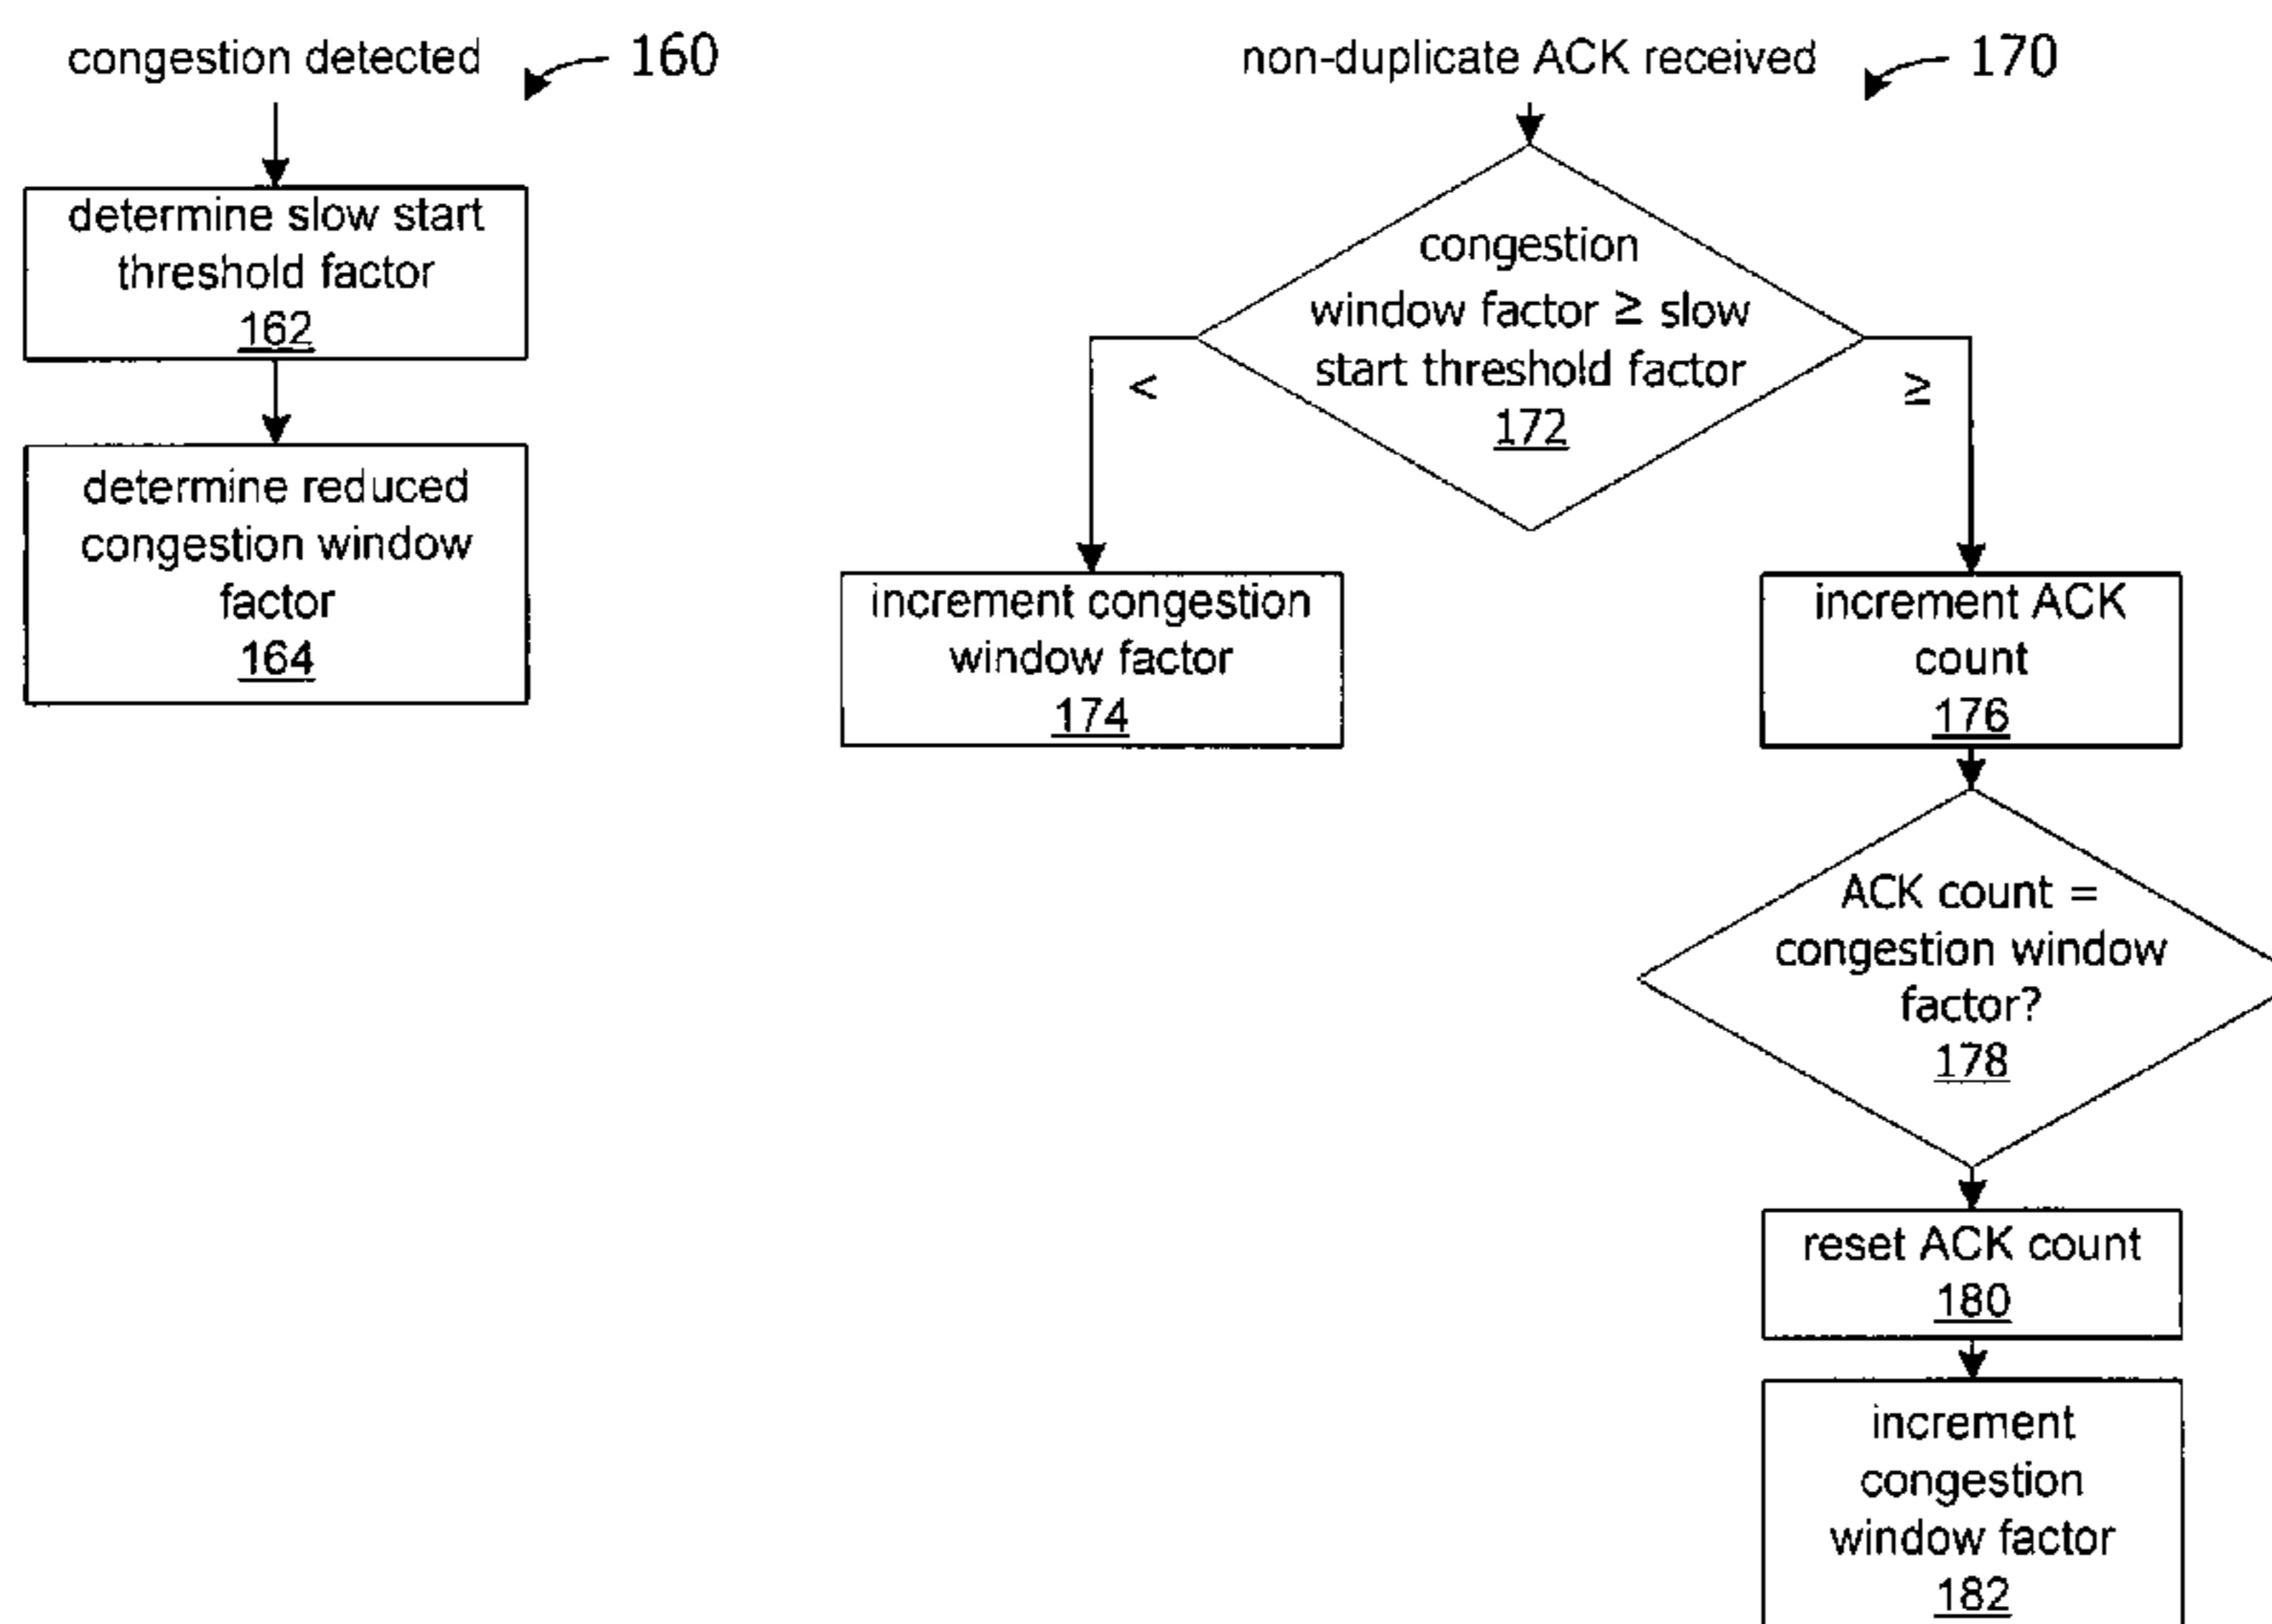 congestion detected
160
determine slow start
threshold factor
162
determine reduced
congestion window
factor
164
non-duplicate ACK received
170
congestion
window factor ≥ slow
start threshold factor
172
<
≥
increment congestion
window factor
174
increment ACK
count
176
ACK count =
congestion window
factor?
178
reset ACK count
180
increment
congestion
window factor
182